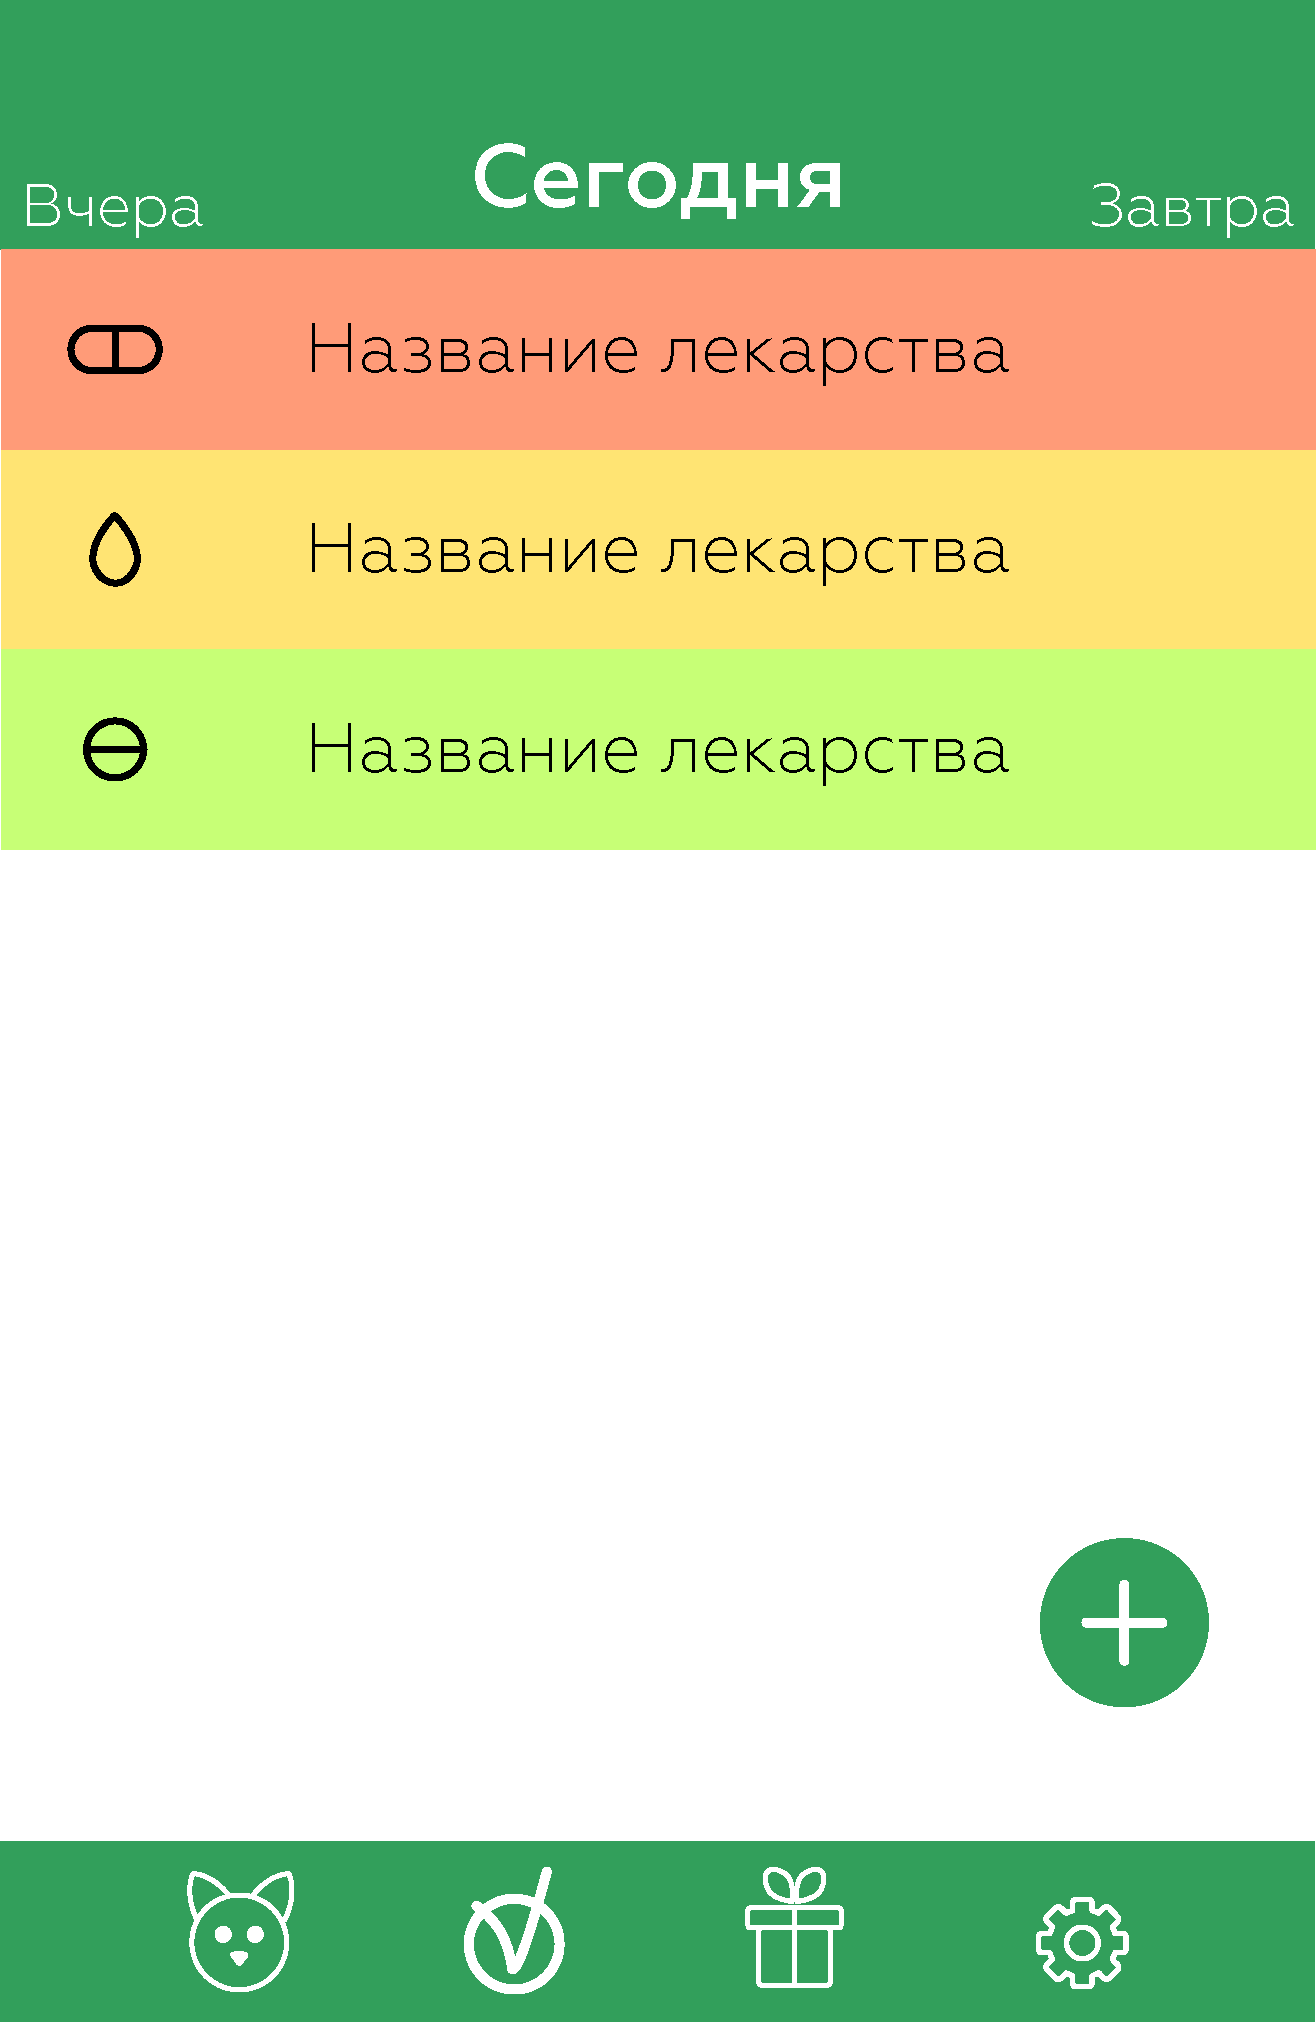 Сегодня
Вчера
Завтра
Название лекарства
Название лекарства
Название лекарства